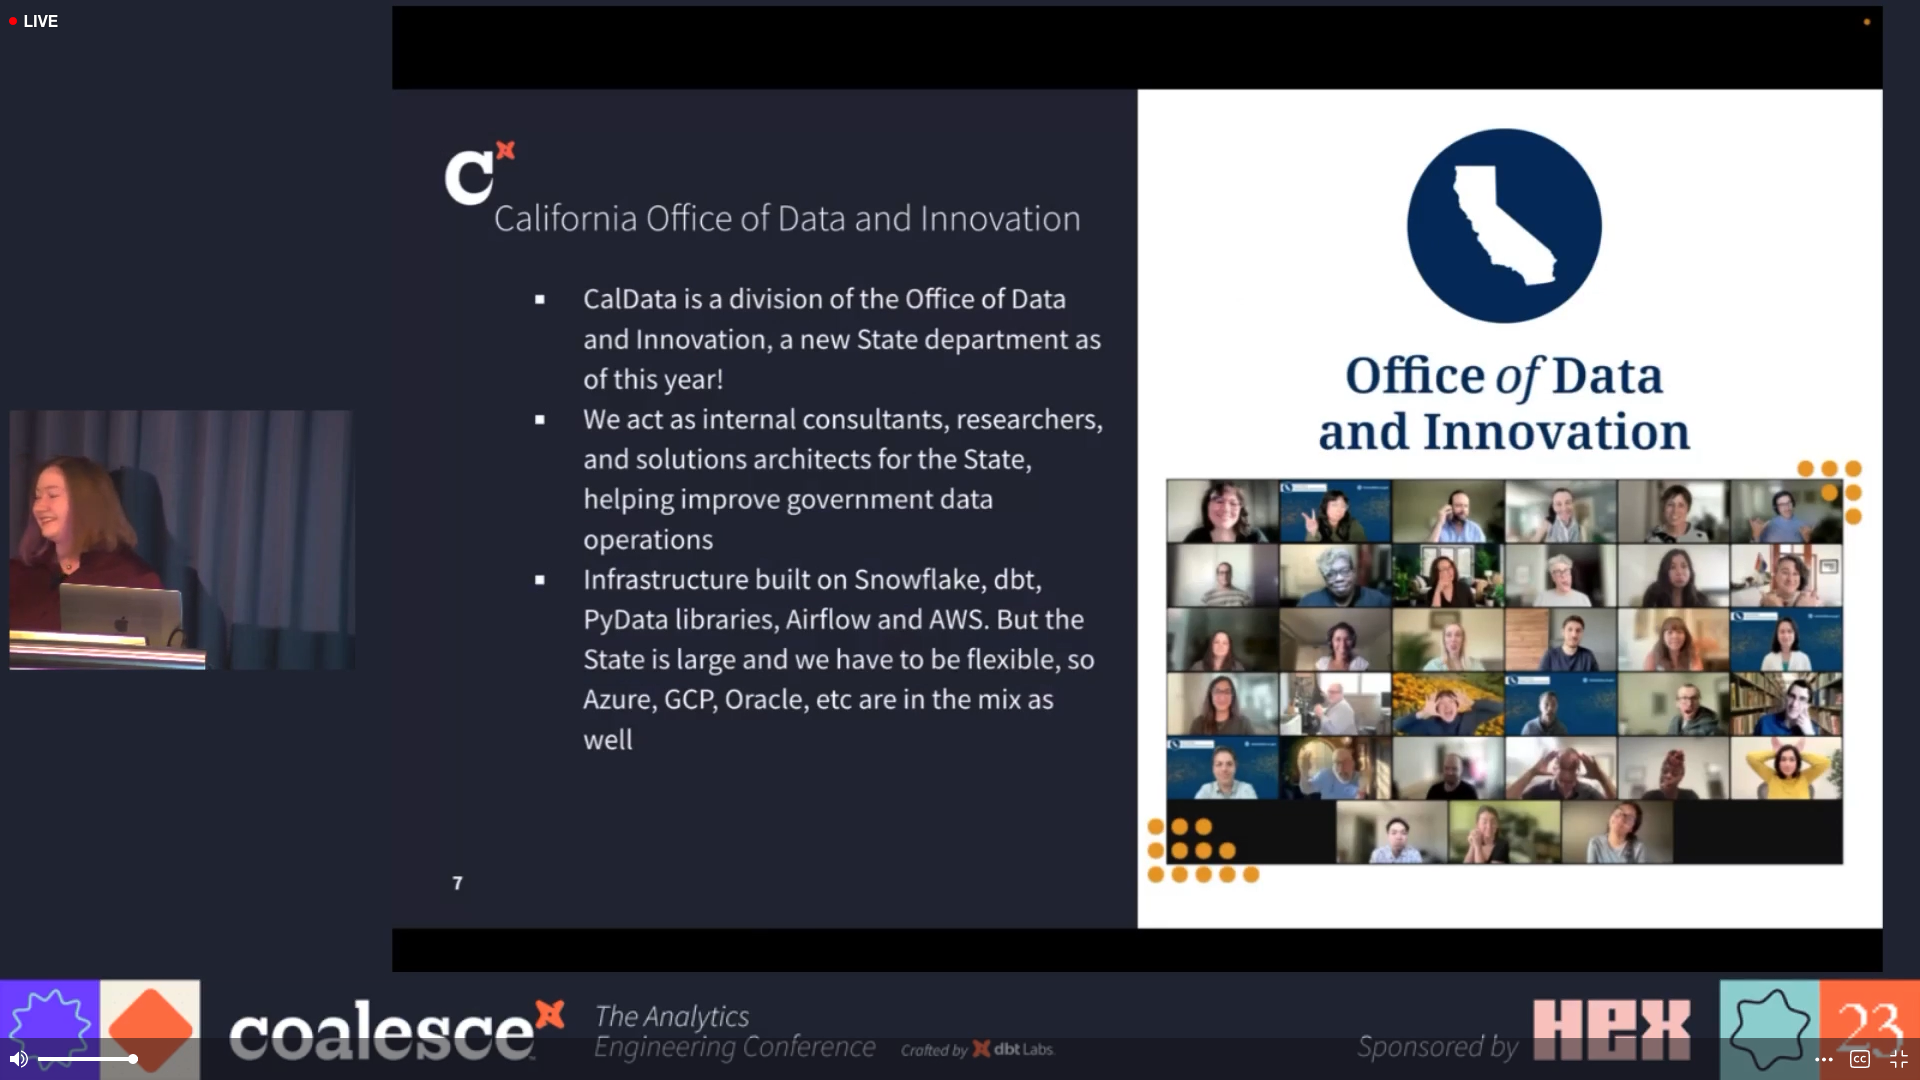 LIVE
C
California Office of Data and Innovation
▪ CalData is a division of the Office of Data
and Innovation, a new State department as
of this year!
▪ We act as internal consultants, researchers,
and solutions architects for the State,
helping improve government data
operations
▪ Infrastructure built on Snowflake, dbt,
PyData libraries, Airflow and AWS. But the
State is large and we have to be flexible, so
Azure, GCP, Oracle, etc are in the mix as
well
7
Office of Data
and Innovation
coalesce
The Analytics
Engineering Conference
Crafted by dbt Labs
Sponsored by
HEX
23
CC